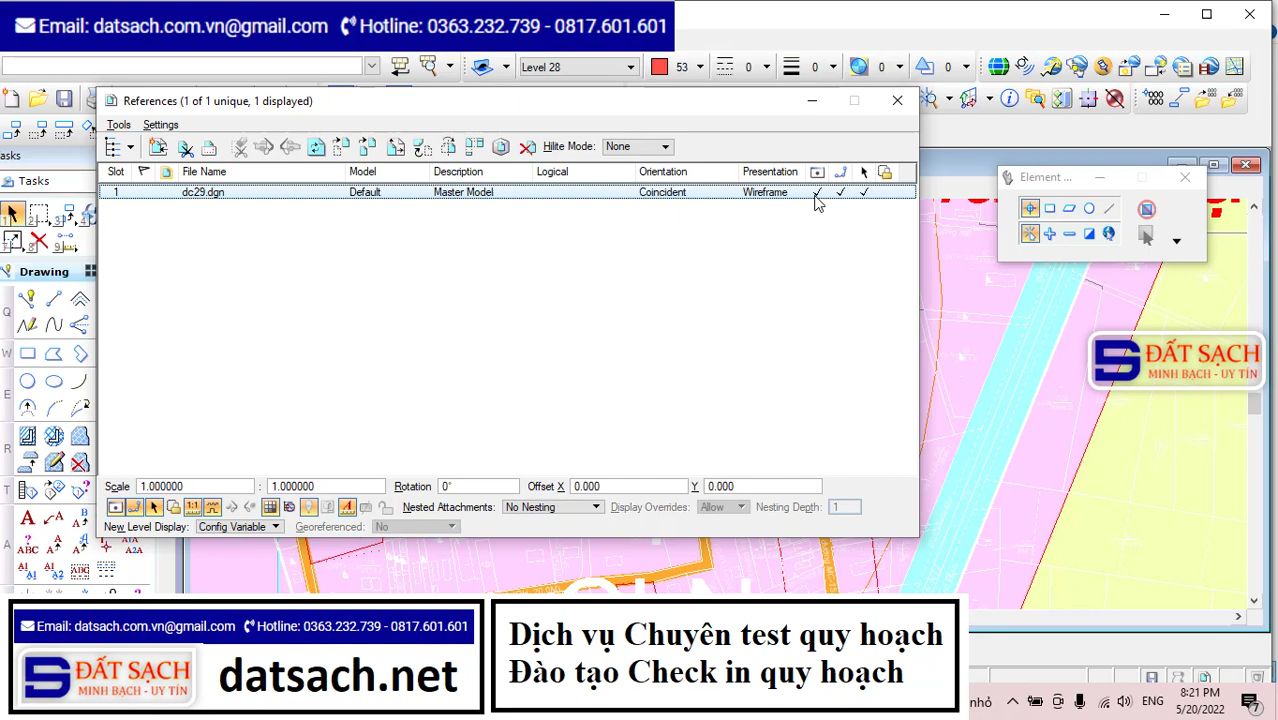 Email: datsach.com.vn@gmail.com Hotline: 0363.232.739 - 0817.601.601
Level 28 53 0 0 0 0
References (1 of 1 unique, 1 displayed)
Tools Settings
Hilite Mode: None
Slot File Name Model Description Logical Orientation Presentation
1 dc29.dgn Default Master Model Coincident Wireframe
asks
Tasks
Element ...
Drawing
Q
W
E
R
T
A
ABC
ĐẤT SẠCH
MINH BẠCH - UY TÍN
Scale 1.000000 : 1.000000 Rotation 0° Offset X 0.000 Y 0.000
1:1 Nested Attachments: No Nesting Display Overrides: Allow Nesting Depth: 1
New Level Display: Config Variable Georeferenced: No
Email: datsach.com.vn@gmail.com Hotline: 0363.232.739 - 0817.601.601
ĐẤT SẠCH
MINH BẠCH - UY TÍN
datsach.net
Dịch vụ Chuyên test quy hoạch
Đào tạo Check in quy hoạch
nhỏ
ENG
8:21 PM
5/20/2022
7